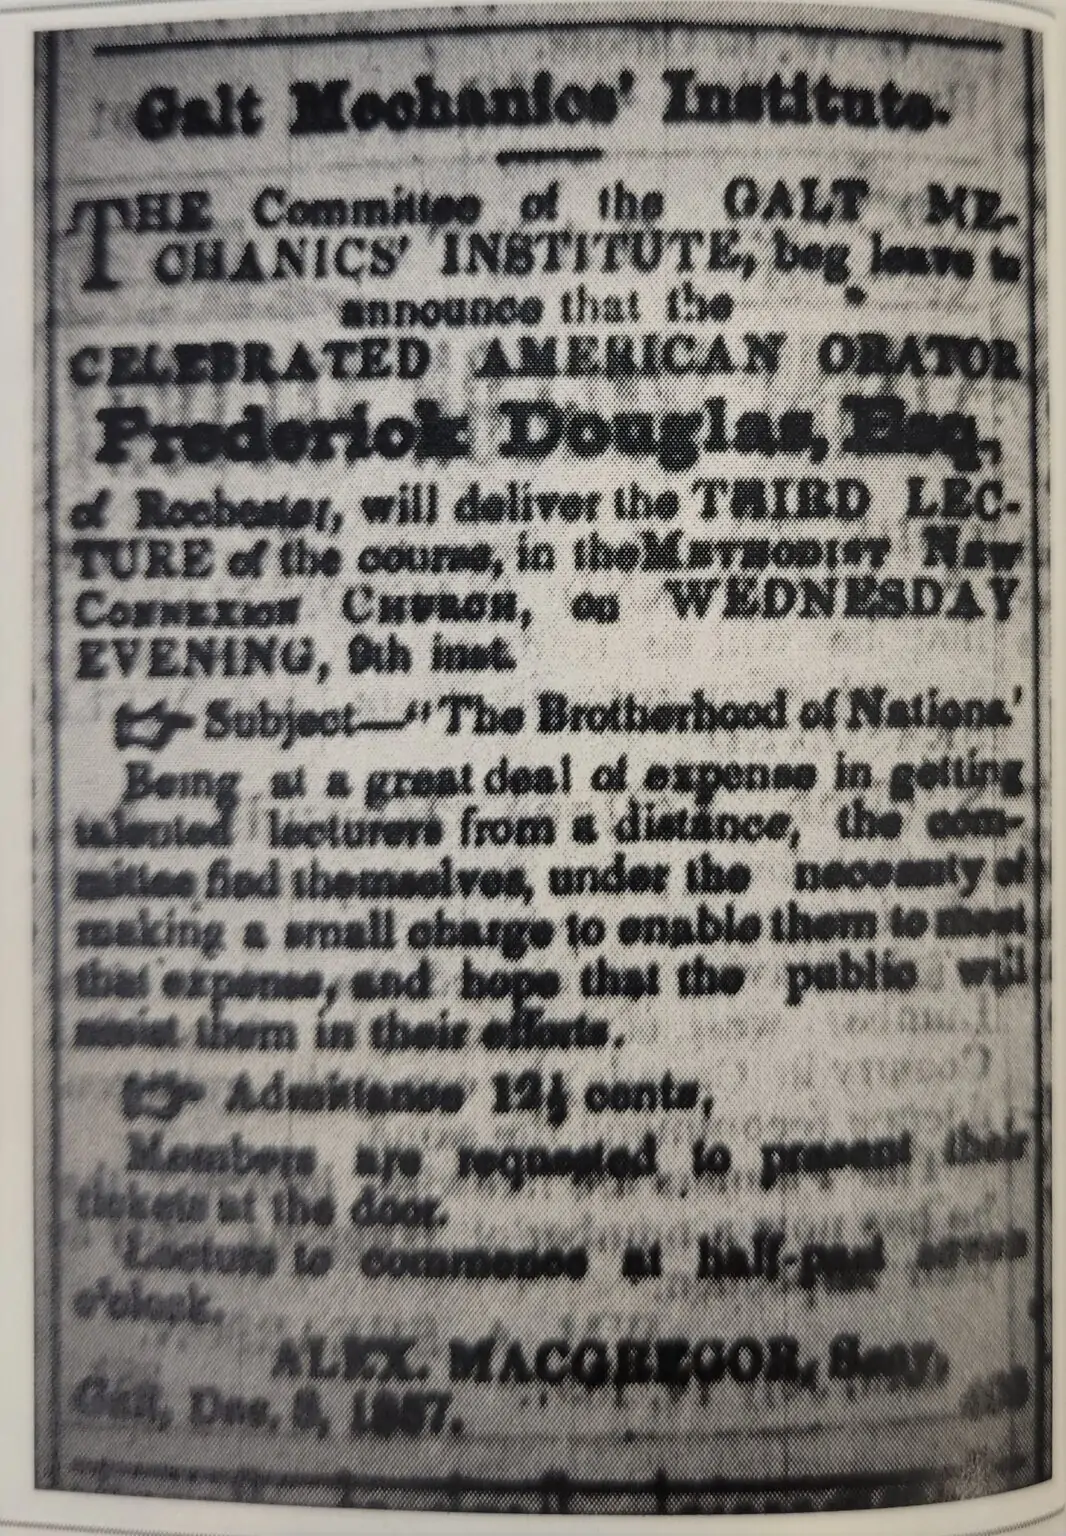 Galt Mechanics' Institute.
THE Committee of the GALT ME-
CHANICS' INSTITUTE, beg leave to
announce that the
CELEBRATED AMERICAN ORATOR
Frederick Douglas, Esq.,
of Rochester, will deliver the THIRD LEC-
TURE of the course, in the METHODIST NEW
CONNEXION CHURCH, on WEDNESDAY
EVENING, 9th inst.
☞ Subject—"The Brotherhood of Nations.'
Being at a great deal of expense in getting
talented lecturers from a distance, the com-
mittee find themselves, under the necessity of
making a small charge to enable them to meet
that expense, and hope that the public will
assist them in their efforts.
☞ Admittance 12½ cents,
Members are requested to present their
tickets at the door.
Lecture to commence at half-past seven
o'clock.
ALEX. MACGREGOR, Secy,
Galt, Dec. 1857.